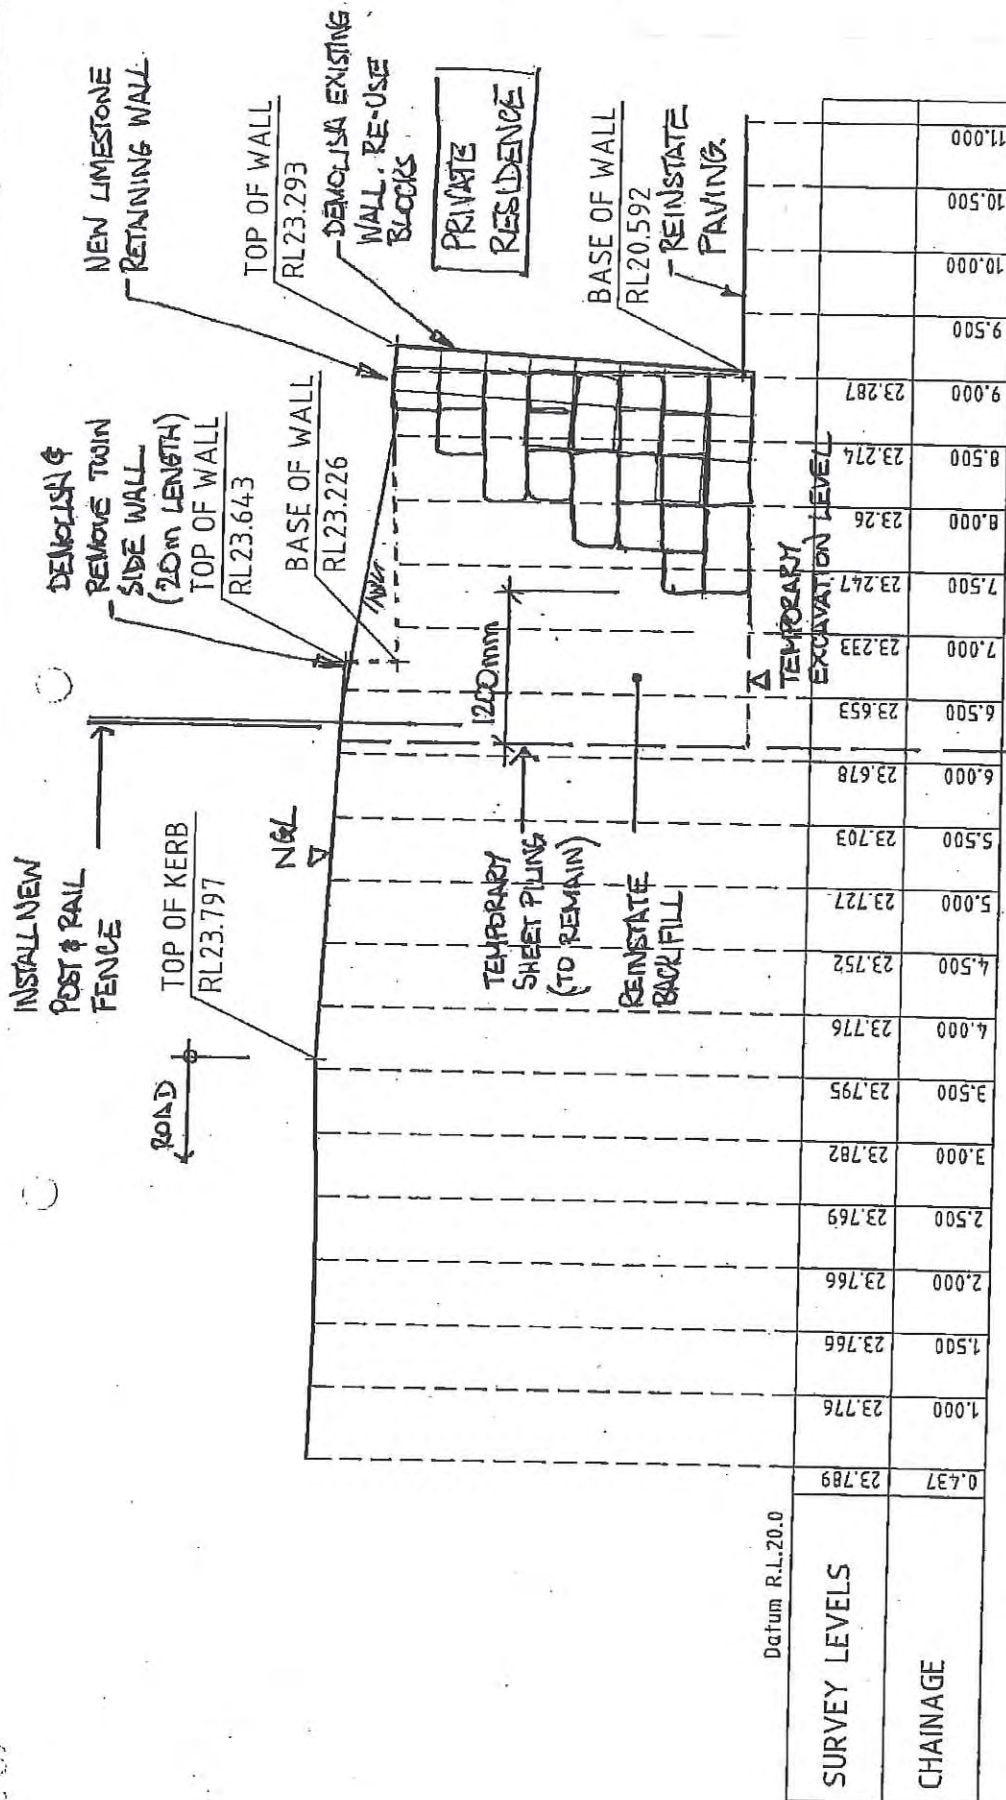 INSTALL NEW
POST & RAIL
FENCE
ROAD
TOP OF KERB
RL23.797
NGL
DEMOLISH &
REMOVE TWIN
SIDE WALL
(20m LENGTH)
TOP OF WALL
RL23.643
BASE OF WALL
RL23.226
NEW LIMESTONE
RETAINING WALL
TOP OF WALL
RL23.293
DEMOLISH EXISTING
WALL. RE-USE
BLOCKS
PRIVATE
RESIDENCE
BASE OF WALL
RL20.592
REINSTATE
PAVING.
1200mm
TEMPORARY
SHEET PILING
(TO REMAIN)
REINSTATE
BACKFILL
TEMPORARY
EXCAVATION LEVEL
Datum R.L.20.0
SURVEY LEVELS
23.789
23.776
23.766
23.766
23.769
23.782
23.795
23.776
23.752
23.727
23.703
23.678
23.653
23.233
23.247
23.26
23.274
23.287
CHAINAGE
0.437
1.000
1.500
2.000
2.500
3.000
3.500
4.000
4.500
5.000
5.500
6.000
6.500
7.000
7.500
8.000
8.500
9.000
9.500
10.000
10.500
11.000